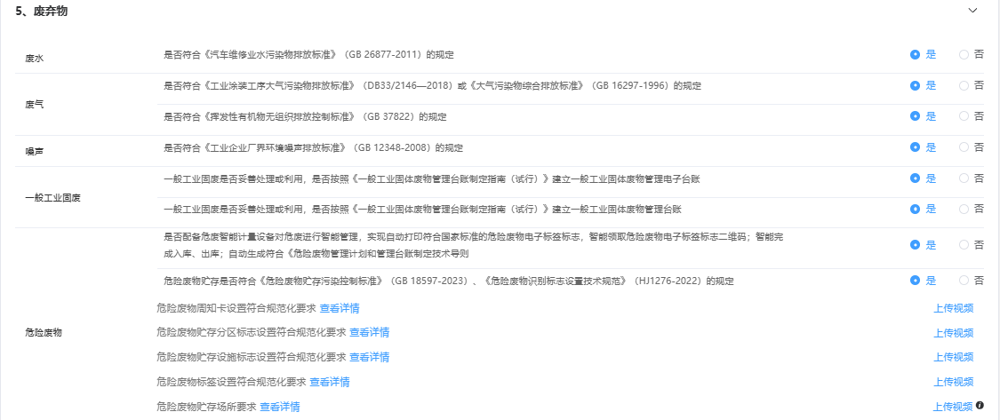 5、废弃物
废水
是否符合《汽车维修业水污染物排放标准》（GB 26877-2011）的规定 是 否
废气
是否符合《工业涂装工序大气污染物排放标准》（DB33/2146—2018）或《大气污染物综合排放标准》（GB 16297-1996）的规定 是 否
是否符合《挥发性有机物无组织排放控制标准》（GB 37822）的规定 是 否
噪声
是否符合《工业企业厂界环境噪声排放标准》（GB 12348-2008）的规定 是 否
一般工业固废
一般工业固废是否妥善处理或利用，是否按照《一般工业固体废物管理台账制定指南（试行）》建立一般工业固体废物管理电子台账 是 否
一般工业固废是否妥善处理或利用，是否按照《一般工业固体废物管理台账制定指南（试行）》建立一般工业固体废物管理台账 是 否
危险废物
是否配备危废智能计量设备对危废进行智能管理，实现自动打印符合国家标准的危险废物电子标签标志，智能领取危险废物电子标签标志二维码；智能完
成入库、出库；自动生成符合《危险废物管理计划和管理台账制定技术导则 是 否
危险废物贮存是否符合《危险废物贮存污染控制标准》（GB 18597-2023）、《危险废物识别标志设置技术规范》（HJ1276-2022）的规定 是 否
危险废物周知卡设置符合规范化要求 查看详情 上传视频
危险废物贮存分区标志设置符合规范化要求 查看详情 上传视频
危险废物贮存设施标志设置符合规范化要求 查看详情 上传视频
危险废物标签设置符合规范化要求 查看详情 上传视频
危险废物贮存场所要求 查看详情 上传视频